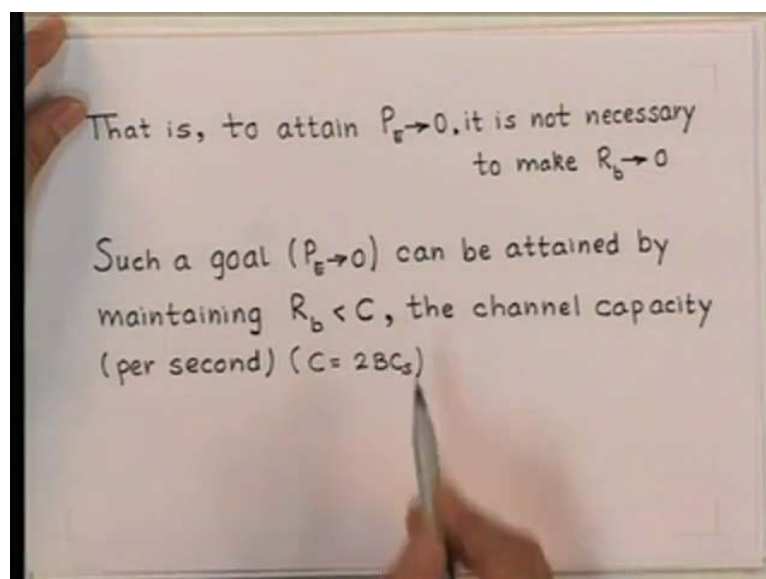 That is, to attain P_E→0, it is not necessary
to make R_b→0
Such a goal (P_E→0) can be attained by
maintaining R_b < C, the channel capacity
(per second) (C = 2BC_s)